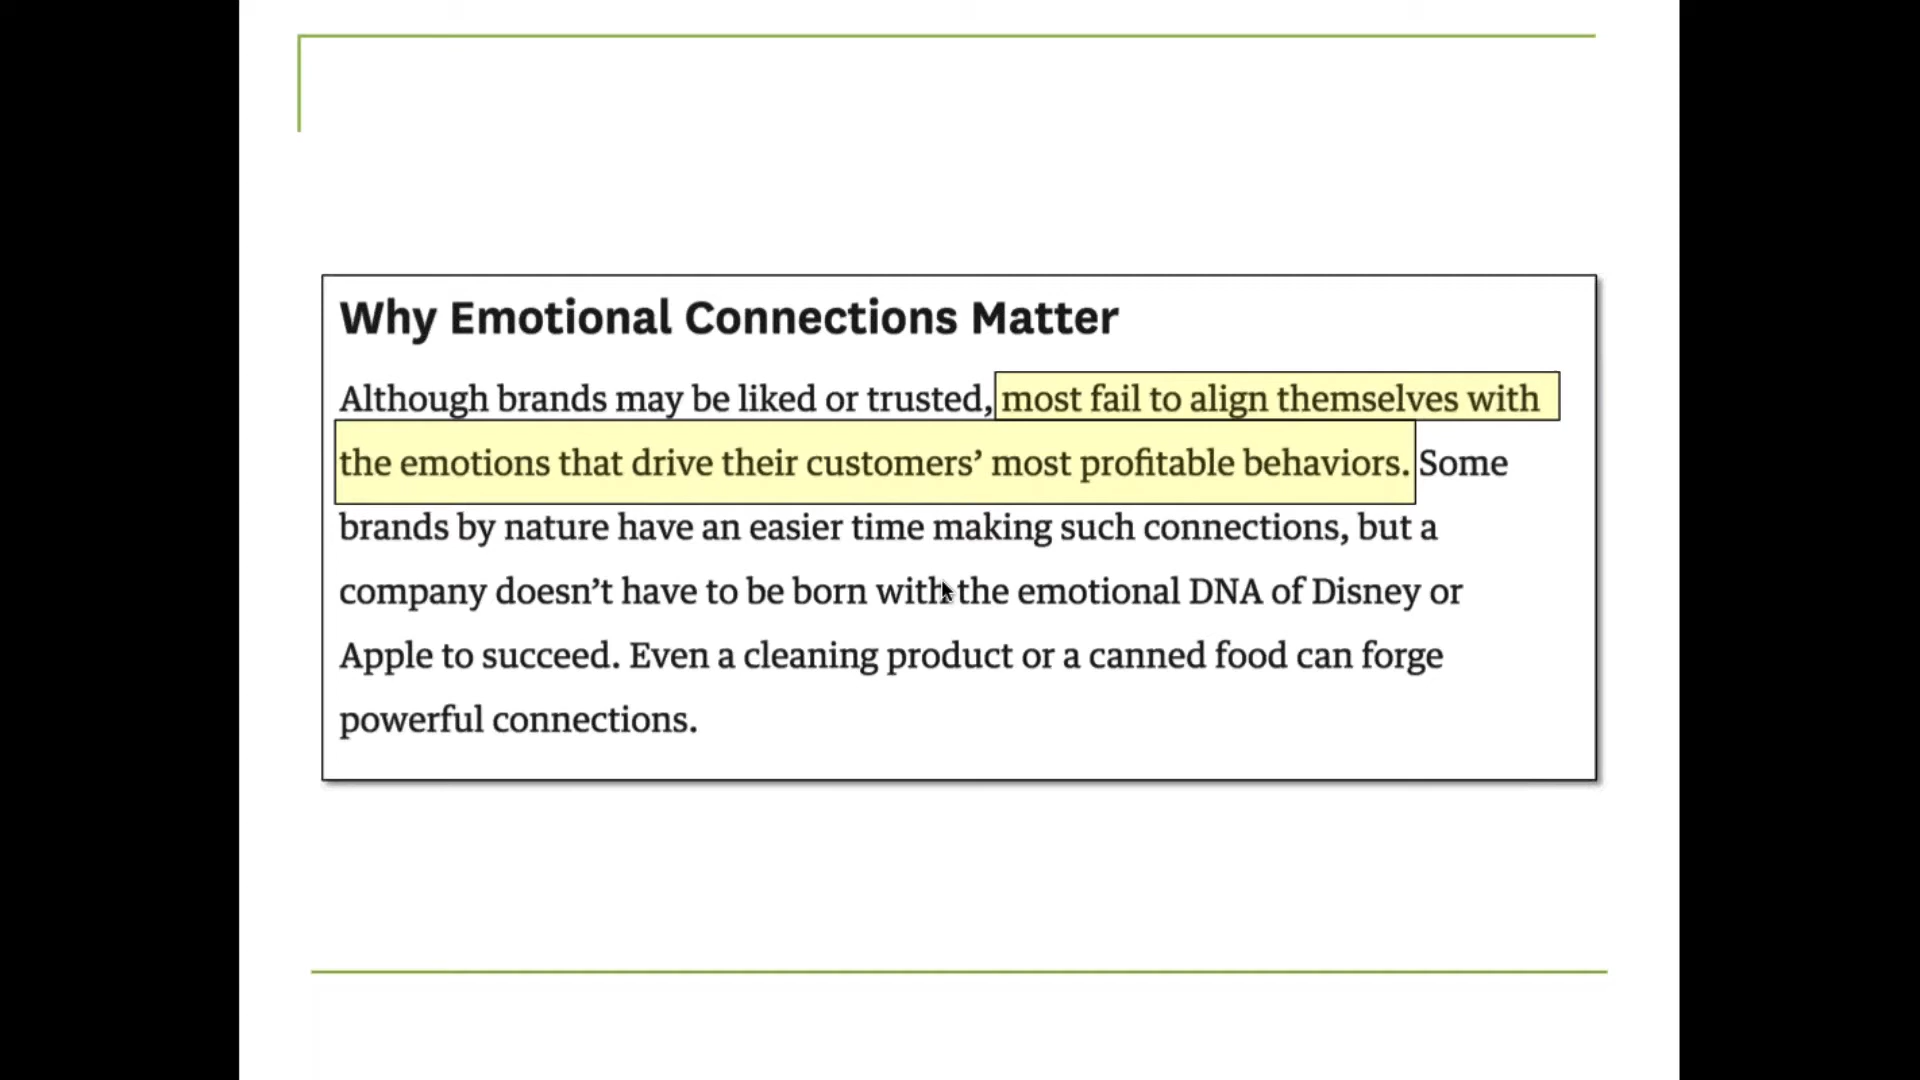 Why Emotional Connections Matter
Although brands may be liked or trusted, most fail to align themselves with
the emotions that drive their customers’ most profitable behaviors. Some
brands by nature have an easier time making such connections, but a
company doesn’t have to be born with the emotional DNA of Disney or
Apple to succeed. Even a cleaning product or a canned food can forge
powerful connections.